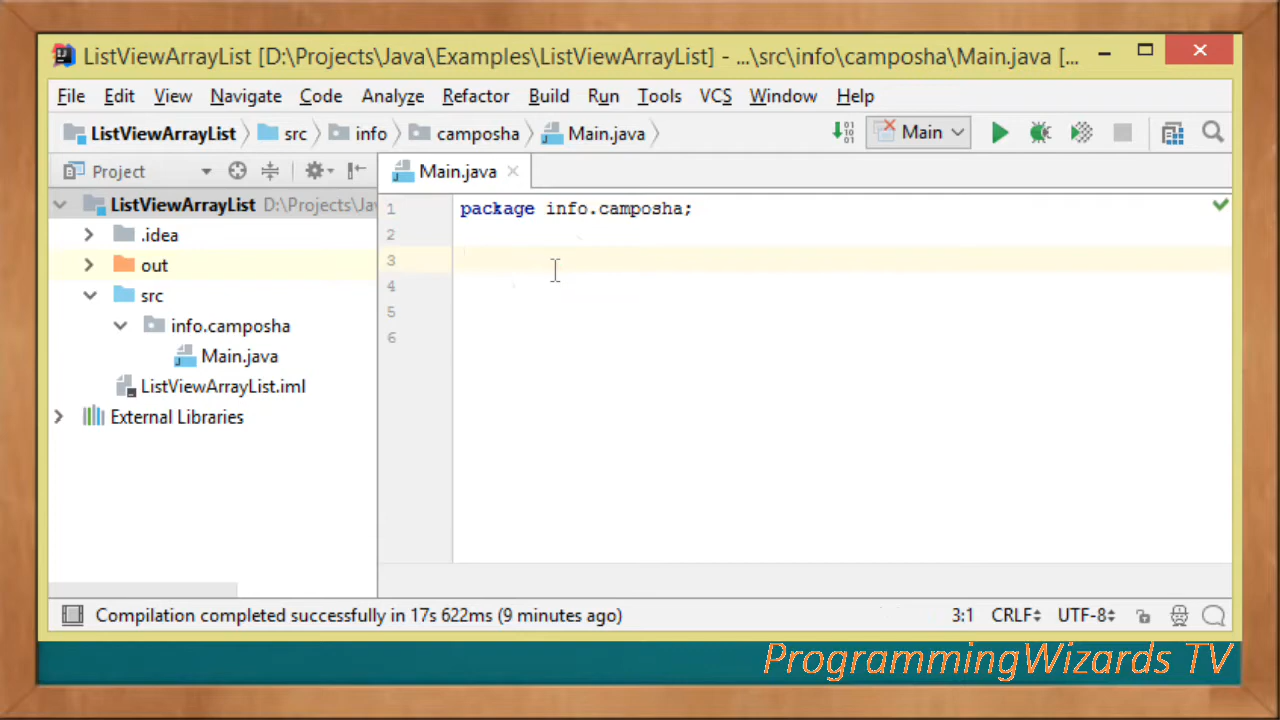 ListViewArrayList [D:\Projects\Java\Examples\ListViewArrayList] - ...\src\info\camposha\Main.java [...
File Edit View Navigate Code Analyze Refactor Build Run Tools VCS Window Help
ListViewArrayList src info camposha Main.java Main
Project Main.java
ListViewArrayList D:\Projects\Ja
.idea
out
src
info.camposha
Main.java
ListViewArrayList.iml
External Libraries
1 package info.camposha;
2
3
4
5
6
Compilation completed successfully in 17s 622ms (9 minutes ago) 3:1 CRLF UTF-8
ProgrammingWizards TV